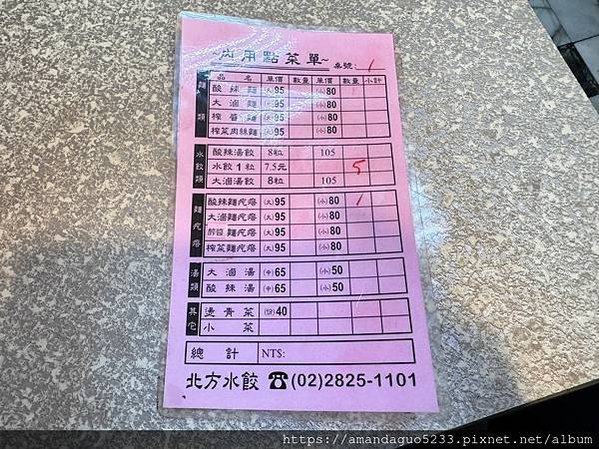 ~內用點菜單~ 桌號: 1
品 名 單價 數量 單價 數量 小計
麵類
酸辣麵 (大)95 (小)80
大滷麵 (大)95 (小)80
榨醬麵 (大)95 (小)80
榨菜肉絲麵 (大)95 (小)80
水餃類
酸辣湯餃 8粒 105
水餃1粒 7.5元 5
大滷湯餃 8粒 105
麵疙瘩
酸辣麵疙瘩 (大)95 (小)80 1
大滷麵疙瘩 (大)95 (小)80
醡醬麵疙瘩 (大)95 (小)80
榨菜麵疙瘩 (大)95 (小)80
湯類
大滷湯 (中)65 (小)50
酸辣湯 (中)65 (小)50
其它
燙青菜 (份)40
小菜
總計 NT$:
北方水餃 ☎(02)2825-1101
https://amandaguo5233.pixnet.net/album